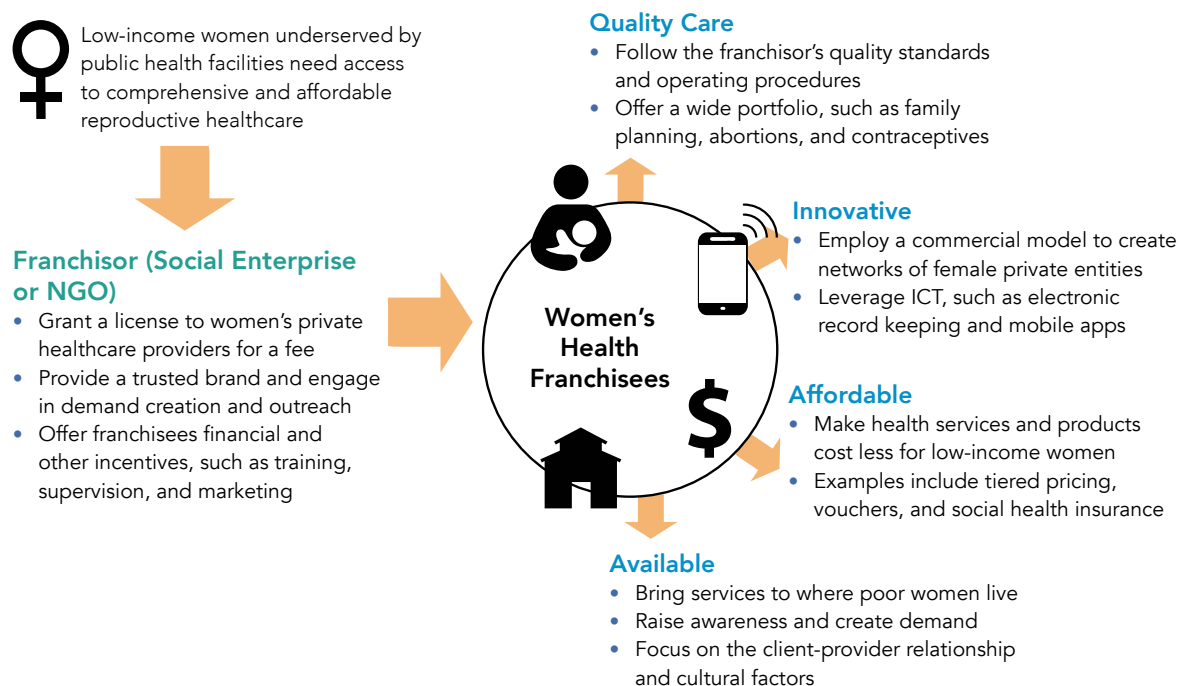 Low-income women underserved by
public health facilities need access
to comprehensive and affordable
reproductive healthcare
Franchisor (Social Enterprise
or NGO)
• Grant a license to women’s private
healthcare providers for a fee
• Provide a trusted brand and engage
in demand creation and outreach
• Offer franchisees financial and
other incentives, such as training,
supervision, and marketing
Women’s
Health
Franchisees
$
Quality Care
• Follow the franchisor’s quality standards
and operating procedures
• Offer a wide portfolio, such as family
planning, abortions, and contraceptives
Innovative
• Employ a commercial model to create
networks of female private entities
• Leverage ICT, such as electronic
record keeping and mobile apps
Affordable
• Make health services and products
cost less for low-income women
• Examples include tiered pricing,
vouchers, and social health insurance
Available
• Bring services to where poor women live
• Raise awareness and create demand
• Focus on the client-provider relationship
and cultural factors